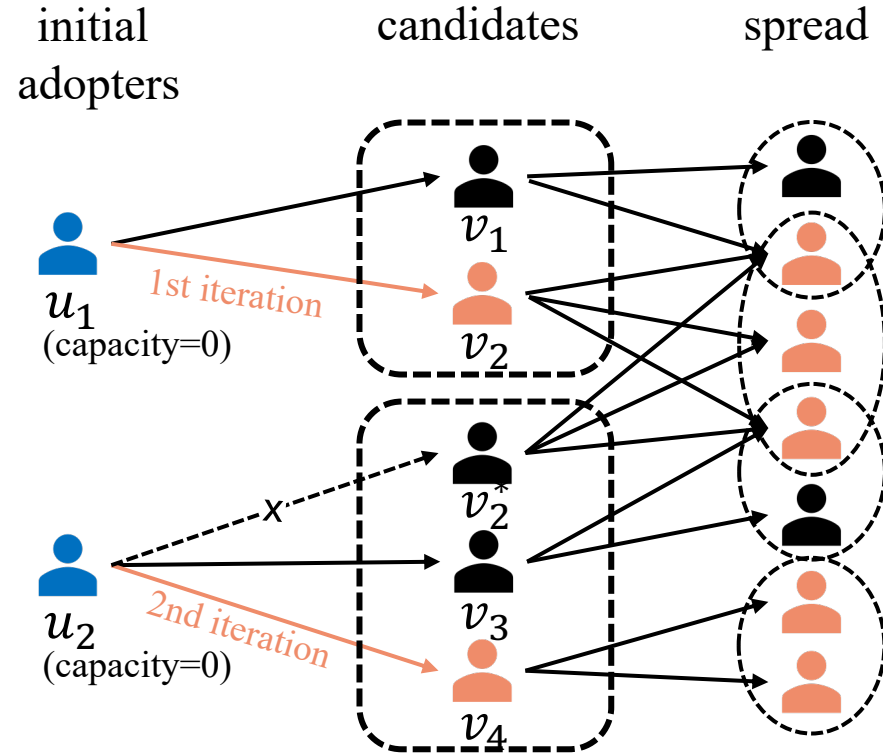 initial adopters
candidates
spread
v₁
1st iteration
u₁
(capacity=0)
v₂
v₂*
x
v₃
u₂
2nd iteration
(capacity=0)
v₄